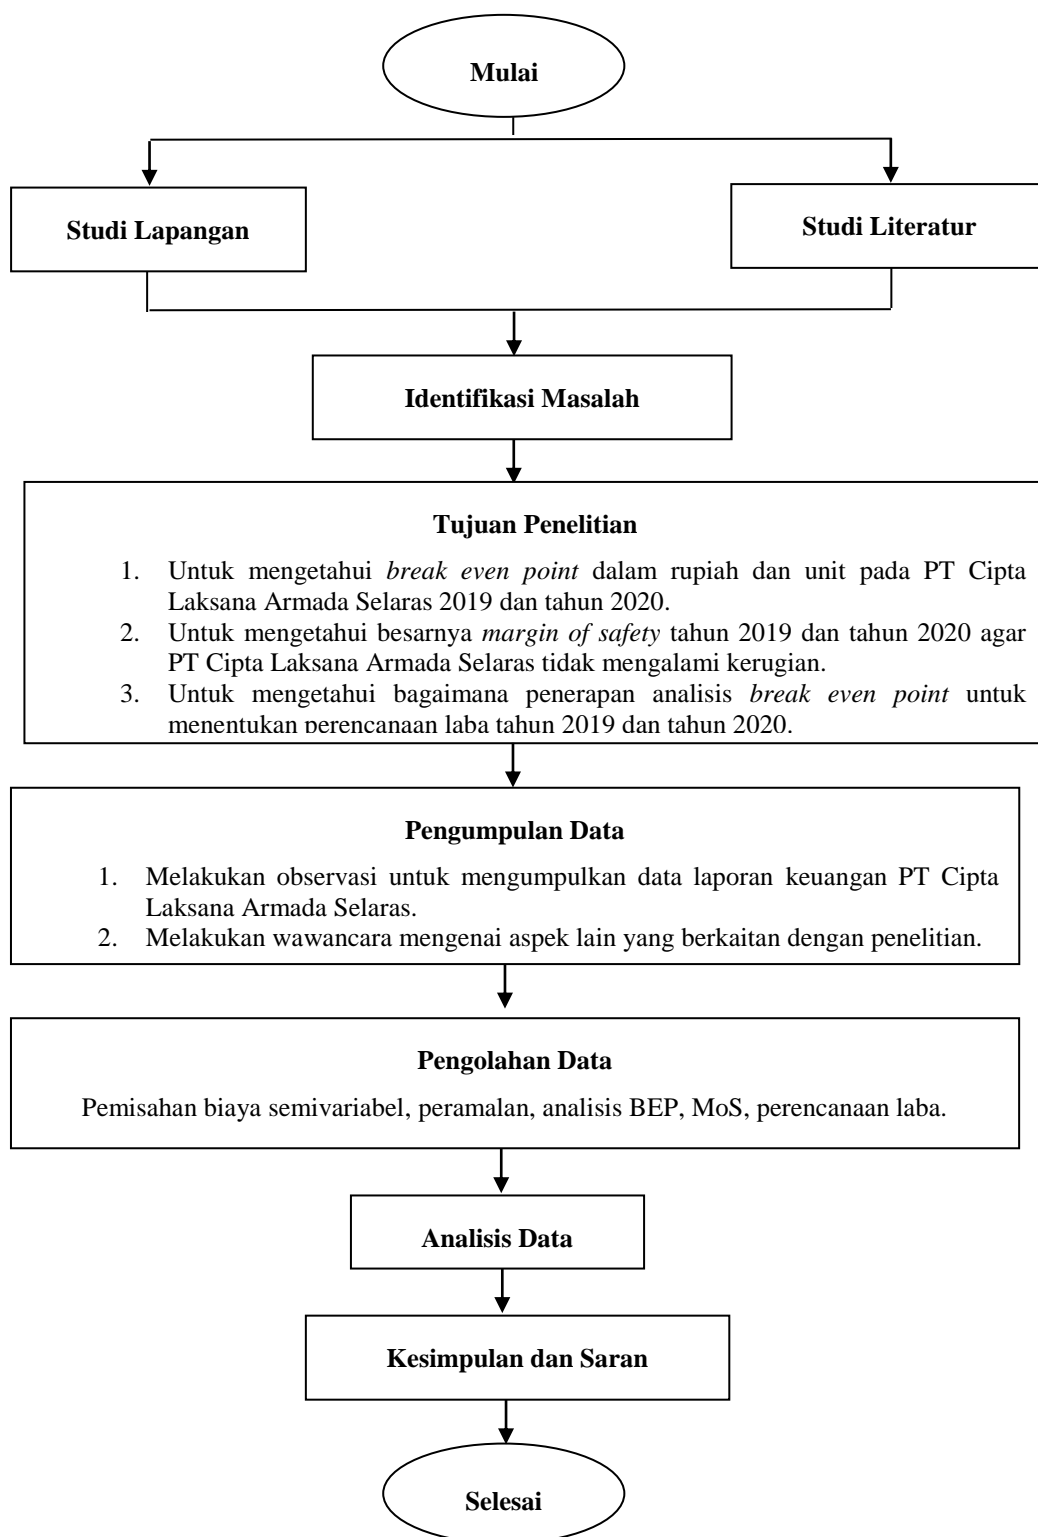 Mulai
Studi Lapangan
Studi Literatur
Identifikasi Masalah
Tujuan Penelitian
1. Untuk mengetahui break even point dalam rupiah dan unit pada PT Cipta
Laksana Armada Selaras 2019 dan tahun 2020.
2. Untuk mengetahui besarnya margin of safety tahun 2019 dan tahun 2020 agar
PT Cipta Laksana Armada Selaras tidak mengalami kerugian.
3. Untuk mengetahui bagaimana penerapan analisis break even point untuk
menentukan perencanaan laba tahun 2019 dan tahun 2020.
Pengumpulan Data
1. Melakukan observasi untuk mengumpulkan data laporan keuangan PT Cipta
Laksana Armada Selaras.
2. Melakukan wawancara mengenai aspek lain yang berkaitan dengan penelitian.
Pengolahan Data
Pemisahan biaya semivariabel, peramalan, analisis BEP, MoS, perencanaan laba.
Analisis Data
Kesimpulan dan Saran
Selesai